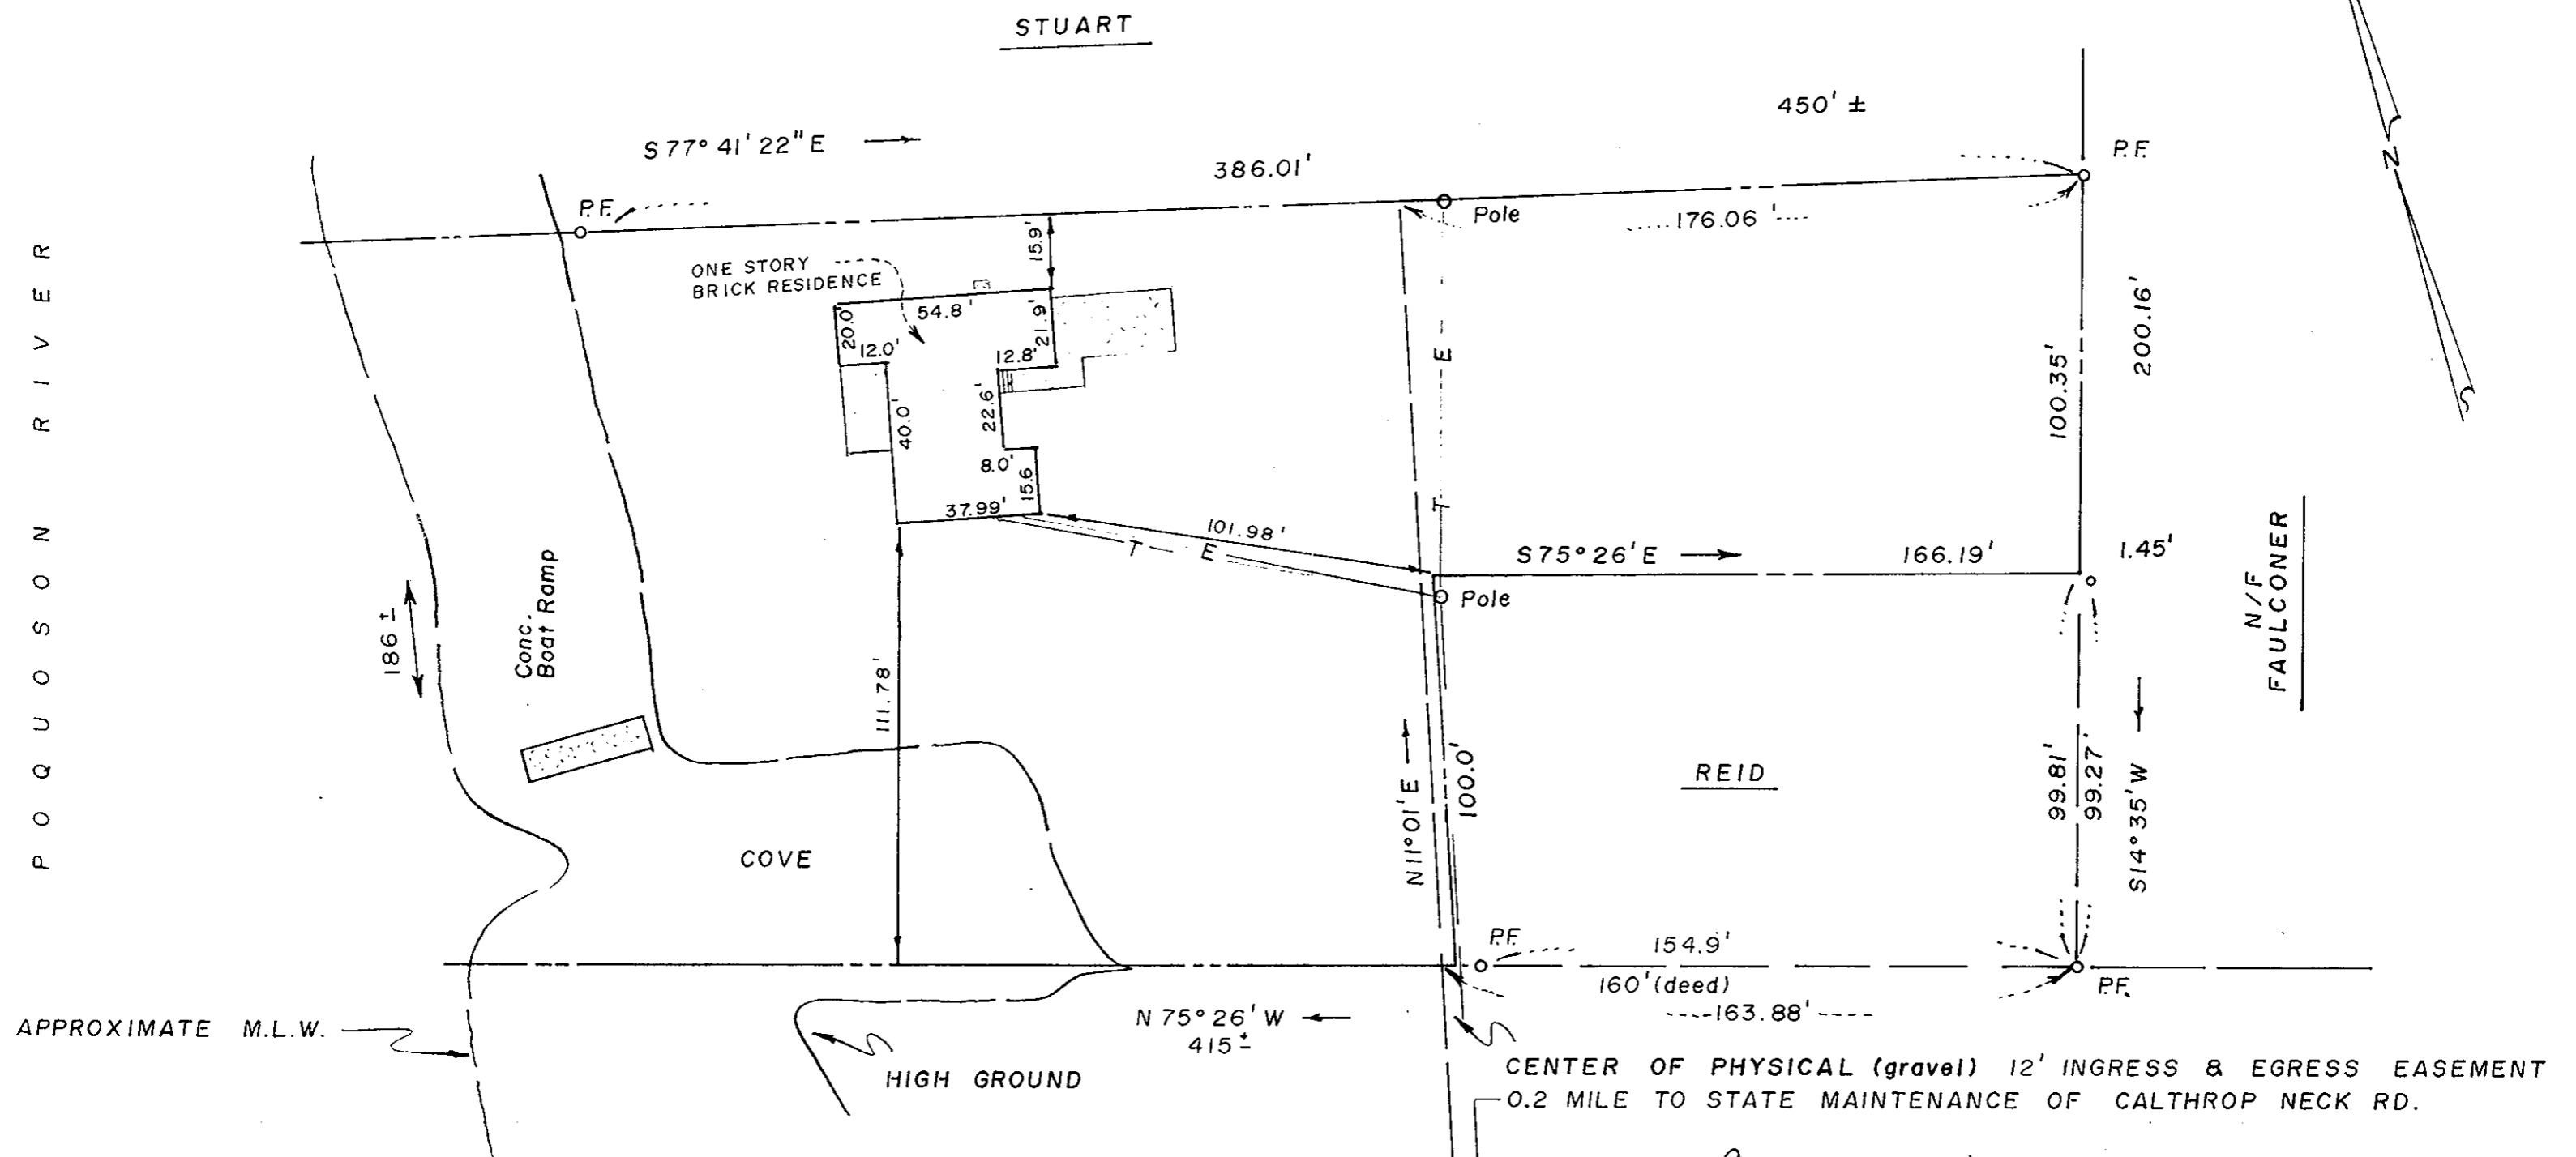 STUART
450' ±
S 77° 41' 22" E
386.01'
P.F.
P.F.
Pole
176.06'
15.9'
ONE STORY
BRICK RESIDENCE
54.8'
20.0'
21.9'
12.0'
12.8'
E
100.35'
200.16'
22.6'
40.0'
8.0'
15.6
37.99'
T
101.98'
T E
S 75° 26' E
166.19'
1.45'
Pole
N/F
FAULCONER
POQUOSON RIVER
186 ±
Conc.
Boat Ramp
111.78'
N 11° 01' E
100.0'
REID
99.81'
99.27'
S 14° 35' W
COVE
P.F.
154.9'
160' (deed)
163.88'
P.F.
N 75° 26' W
415 ±
APPROXIMATE M.L.W.
HIGH GROUND
CENTER OF PHYSICAL (gravel) 12' INGRESS & EGRESS EASEMENT
0.2 MILE TO STATE MAINTENANCE OF CALTHROP NECK RD.
N
S